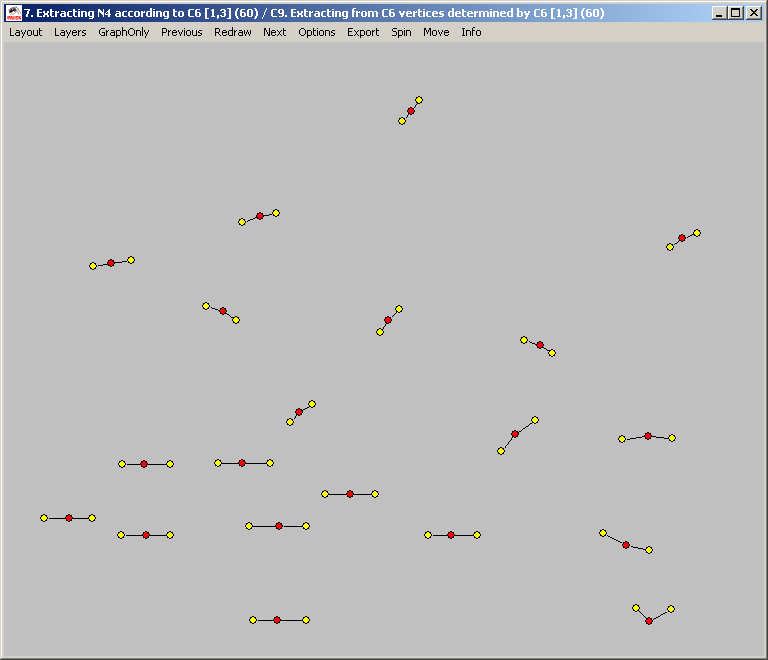 7. Extracting N4 according to C6 [1,3] (60) / C9. Extracting from C6 vertices determined by C6 [1,3] (60)
Layout Layers GraphOnly Previous Redraw Next Options Export Spin Move Info